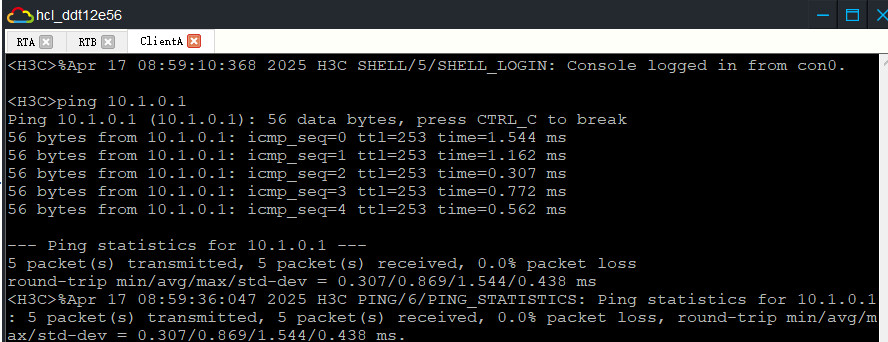 hcl_ddt12e56
RTA RTB ClientA
<H3C>%Apr 17 08:59:10:368 2025 H3C SHELL/5/SHELL_LOGIN: Console logged in from con0.
<H3C>ping 10.1.0.1
Ping 10.1.0.1 (10.1.0.1): 56 data bytes, press CTRL_C to break
56 bytes from 10.1.0.1: icmp_seq=0 ttl=253 time=1.544 ms
56 bytes from 10.1.0.1: icmp_seq=1 ttl=253 time=1.162 ms
56 bytes from 10.1.0.1: icmp_seq=2 ttl=253 time=0.307 ms
56 bytes from 10.1.0.1: icmp_seq=3 ttl=253 time=0.772 ms
56 bytes from 10.1.0.1: icmp_seq=4 ttl=253 time=0.562 ms
--- Ping statistics for 10.1.0.1 ---
5 packet(s) transmitted, 5 packet(s) received, 0.0% packet loss
round-trip min/avg/max/std-dev = 0.307/0.869/1.544/0.438 ms
<H3C>%Apr 17 08:59:36:047 2025 H3C PING/6/PING_STATISTICS: Ping statistics for 10.1.0.1
: 5 packet(s) transmitted, 5 packet(s) received, 0.0% packet loss, round-trip min/avg/m
ax/std-dev = 0.307/0.869/1.544/0.438 ms.